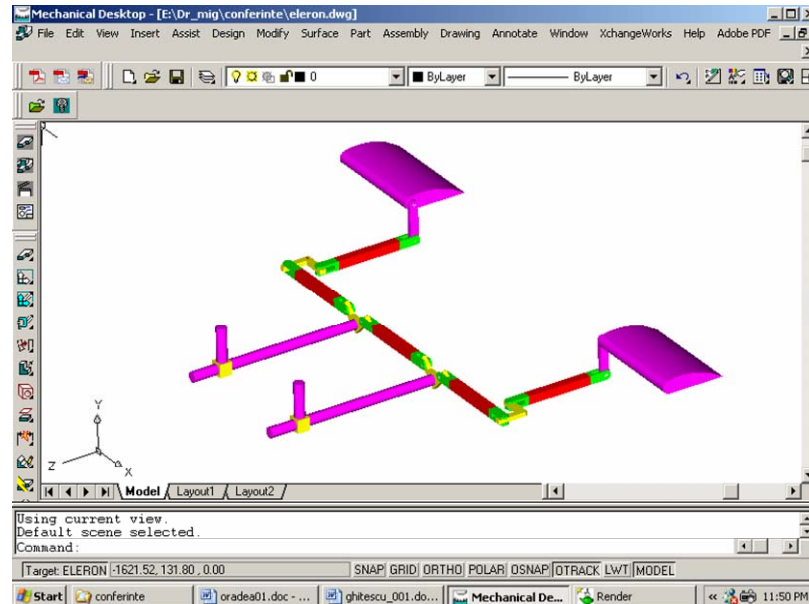 Mechanical Desktop - [E:\Dr_mig\conferinte\eleron.dwg]
File Edit View Insert Assist Design Modify Surface Part Assembly Drawing Annotate Window XchangeWorks Help Adobe PDF
0 ByLayer ByLayer
Y
Z X
Model Layout1 Layout2
Using current view.
Default scene selected.
Command:
Target: ELERON -1621.52, 131.80 , 0.00 SNAP GRID ORTHO POLAR OSNAP OTRACK LWT MODEL
Start conferinte oradea01.doc - ... ghitescu_001.do... Mechanical De... Render « 11:50 PM